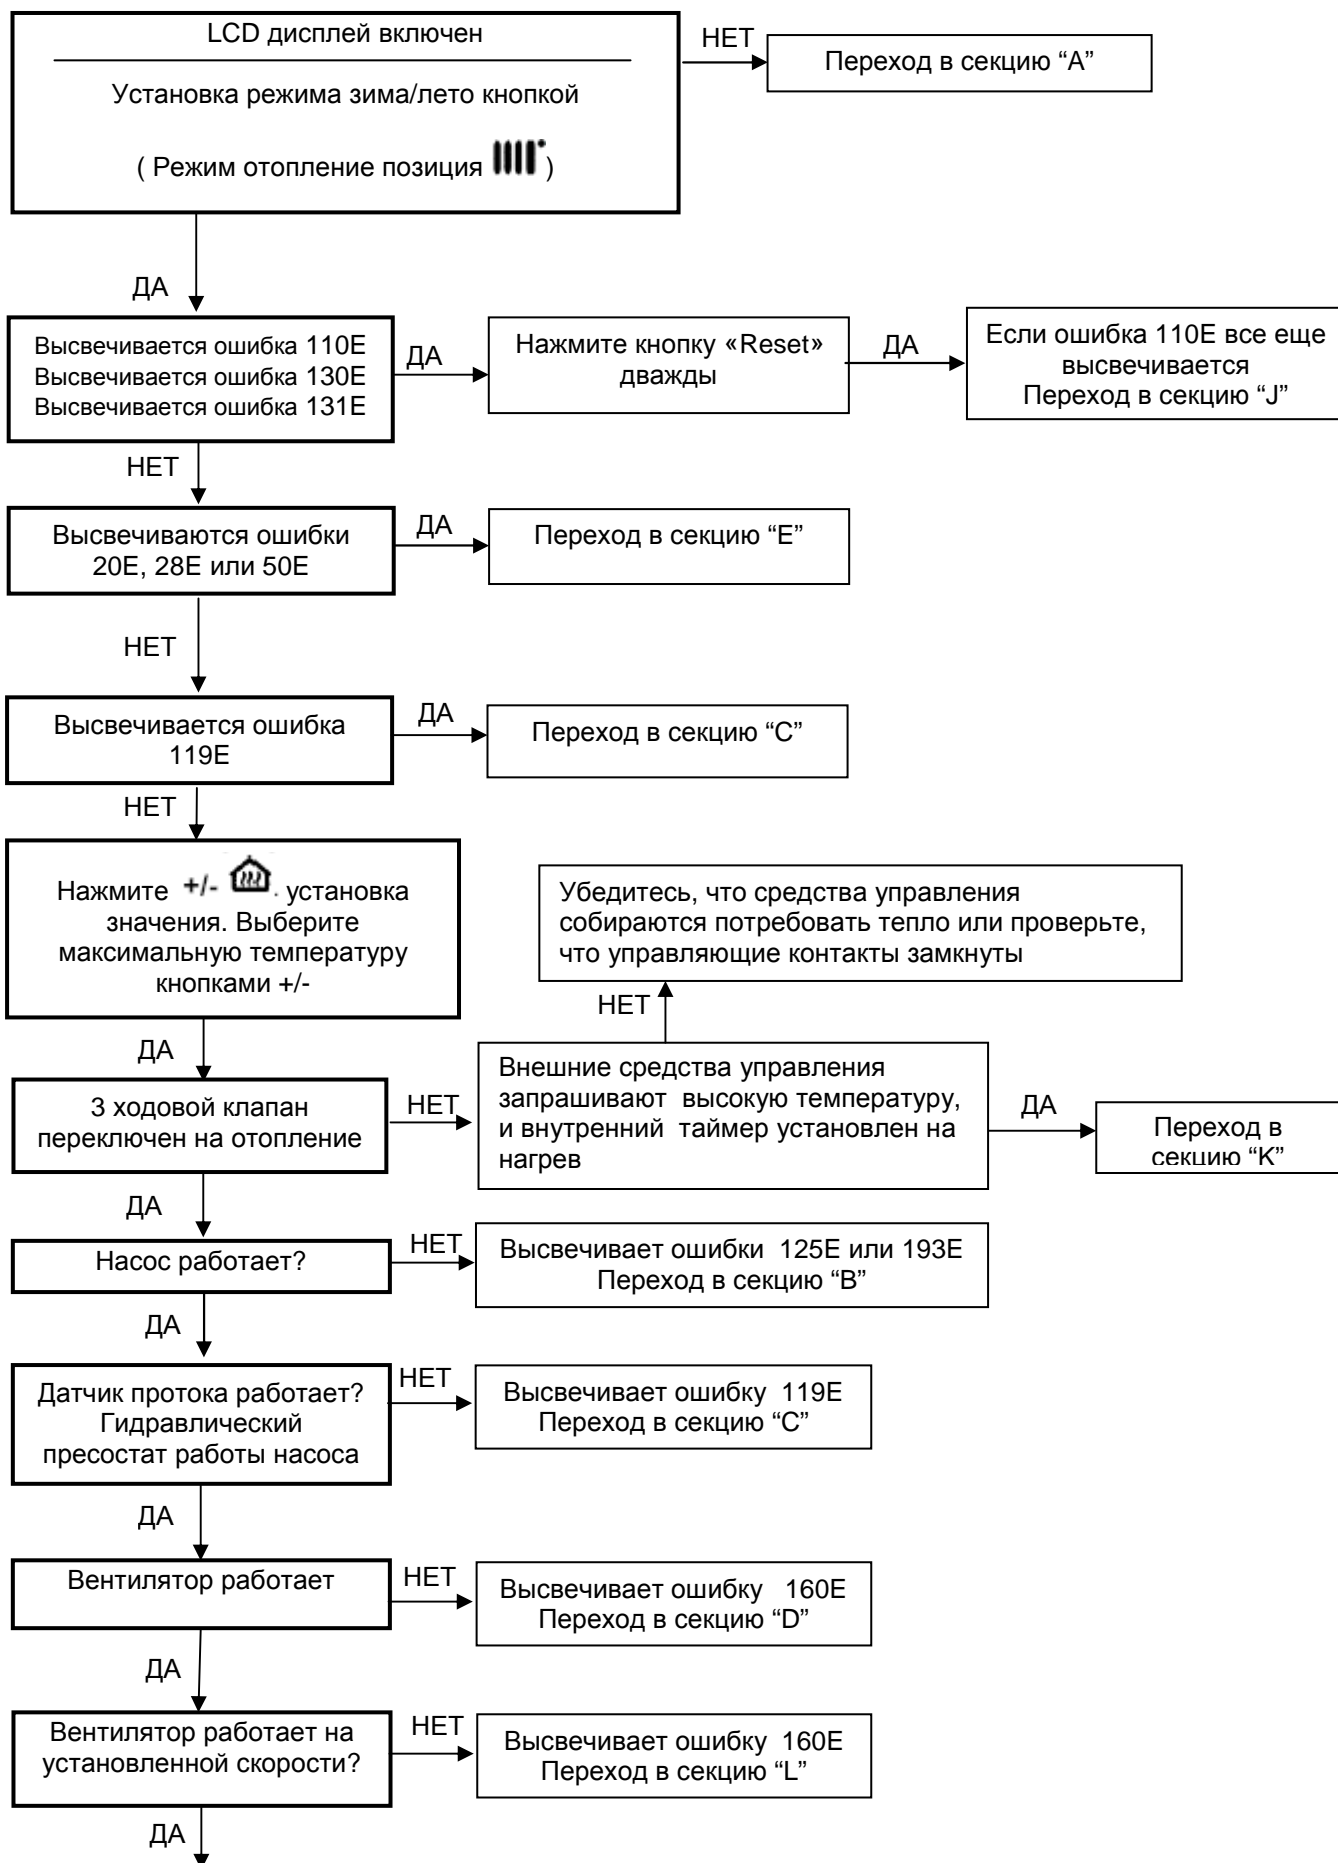 LCD дисплей включен
НЕТ
Переход в секцию “A”
Установка режима зима/лето кнопкой
( Режим отопление позиция )
ДА
Высвечивается ошибка 110E
Высвечивается ошибка 130E
Высвечивается ошибка 131E
ДА
Нажмите кнопку «Reset»
дважды
ДА
Если ошибка 110E все еще
высвечивается
Переход в секцию “J”
НЕТ
Высвечиваются ошибки
20E, 28E или 50E
ДА
Переход в секцию “E”
НЕТ
Высвечивается ошибка
119E
ДА
Переход в секцию “C”
НЕТ
Нажмите +/- . установка
значения. Выберите
максимальную температуру
кнопками +/-
Убедитесь, что средства управления
собираются потребовать тепло или проверьте,
что управляющие контакты замкнуты
НЕТ
ДА
3 ходовой клапан
переключен на отопление
НЕТ
Внешние средства управления
запрашивают высокую температуру,
и внутренний таймер установлен на
нагрев
ДА
Переход в
секцию “K”
ДА
Насос работает?
НЕТ
Высвечивает ошибки 125E или 193E
Переход в секцию “B”
ДА
Датчик протока работает?
Гидравлический
пресостат работы насоса
НЕТ
Высвечивает ошибку 119E
Переход в секцию “C”
ДА
Вентилятор работает
НЕТ
Высвечивает ошибку 160E
Переход в секцию “D”
ДА
Вентилятор работает на
установленной скорости?
НЕТ
Высвечивает ошибку 160E
Переход в секцию “L”
ДА